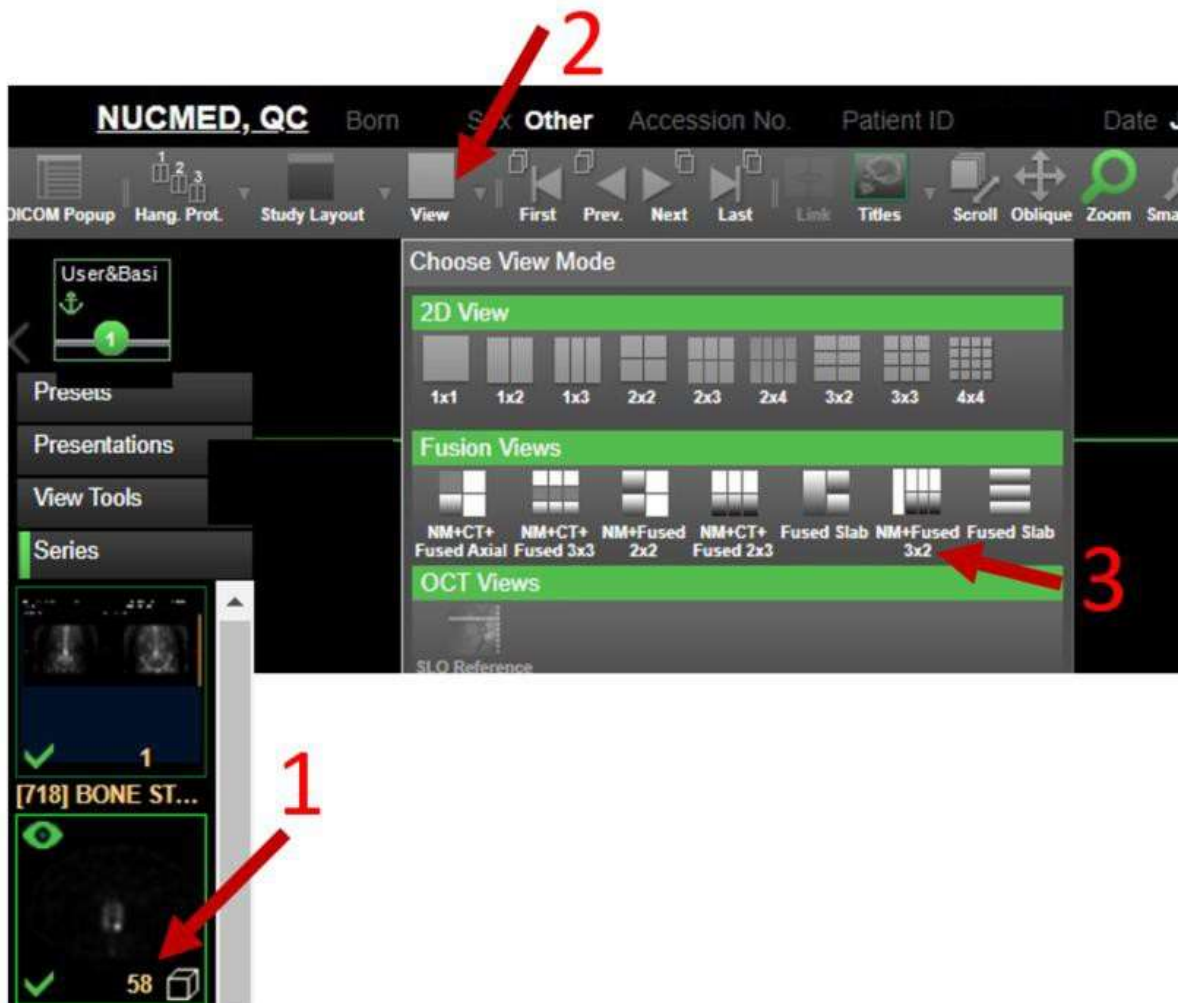 2
NUCMED, QC Born Sex Other Accession No. Patient ID Date J
1 2 3
DICOM Popup Hang. Prot. Study Layout View First Prev. Next Last Link Titles Scroll Oblique Zoom Sma
User&Basi
1
Choose View Mode
2D View
1x1 1x2 1x3 2x2 2x3 2x4 3x2 3x3 4x4
Presets
Presentations
View Tools
Series
Fusion Views
NM+CT+ NM+CT+ NM+Fused NM+CT+ Fused Slab NM+Fused Fused Slab
Fused Axial Fused 3x3 2x2 Fused 2x3 3x2
3
OCT Views
SLO Reference
1
[718] BONE ST...
1
58